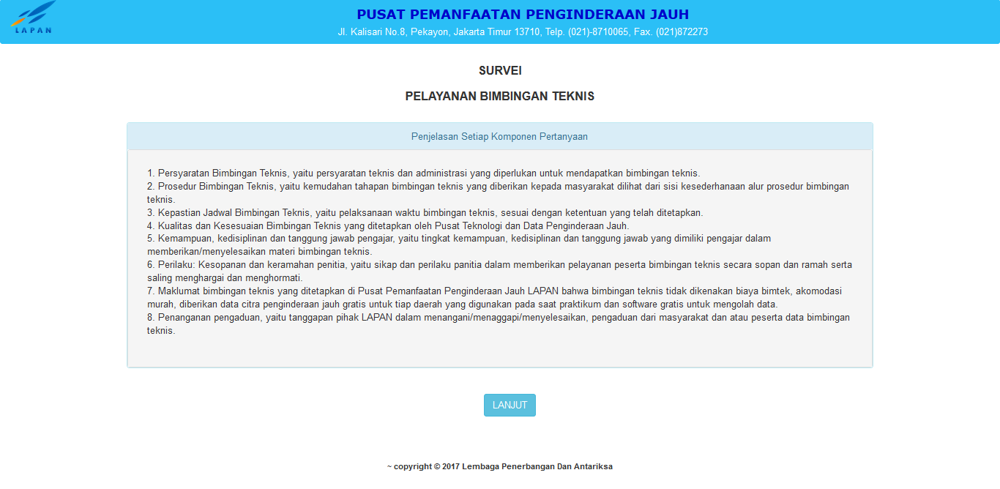 LAPAN
PUSAT PEMANFAATAN PENGINDERAAN JAUH
Jl. Kalisari No.8, Pekayon, Jakarta Timur 13710, Telp. (021)-8710065, Fax. (021)872273
SURVEI
PELAYANAN BIMBINGAN TEKNIS
Penjelasan Setiap Komponen Pertanyaan
1. Persyaratan Bimbingan Teknis, yaitu persyaratan teknis dan administrasi yang diperlukan untuk mendapatkan bimbingan teknis.
2. Prosedur Bimbingan Teknis, yaitu kemudahan tahapan bimbingan teknis yang diberikan kepada masyarakat dilihat dari sisi kesederhanaan alur prosedur bimbingan
teknis.
3. Kepastian Jadwal Bimbingan Teknis, yaitu pelaksanaan waktu bimbingan teknis, sesuai dengan ketentuan yang telah ditetapkan.
4. Kualitas dan Kesesuaian Bimbingan Teknis yang ditetapkan oleh Pusat Teknologi dan Data Penginderaan Jauh.
5. Kemampuan, kedisiplinan dan tanggung jawab pengajar, yaitu tingkat kemampuan, kedisiplinan dan tanggung jawab yang dimiliki pengajar dalam
memberikan/menyelesaikan materi bimbingan teknis.
6. Perilaku: Kesopanan dan keramahan penitia, yaitu sikap dan perilaku panitia dalam memberikan pelayanan peserta bimbingan teknis secara sopan dan ramah serta
saling menghargai dan menghormati.
7. Maklumat bimbingan teknis yang ditetapkan di Pusat Pemanfaatan Penginderaan Jauh LAPAN bahwa bimbingan teknis tidak dikenakan biaya bimtek, akomodasi
murah, diberikan data citra penginderaan jauh gratis untuk tiap daerah yang digunakan pada saat praktikum dan software gratis untuk mengolah data.
8. Penanganan pengaduan, yaitu tanggapan pihak LAPAN dalam menangani/menaggapi/menyelesaikan, pengaduan dari masyarakat dan atau peserta data bimbingan
teknis.
LANJUT
~ copyright © 2017 Lembaga Penerbangan Dan Antariksa